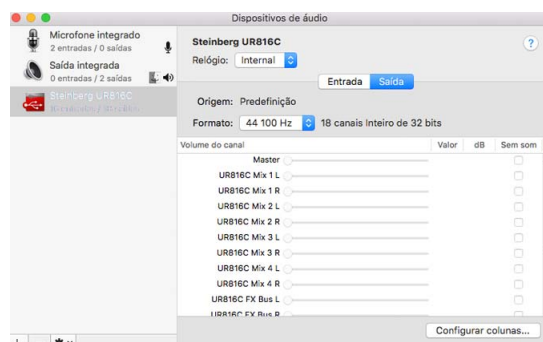 Dispositivos de áudio
Microfone integrado
2 entradas / 0 saídas
Saída integrada
0 entradas / 2 saídas
Steinberg UR816C
Steinberg UR816C
?
Relógio: Internal
Entrada Saída
Origem: Predefinição
Formato: 44 100 Hz 18 canais Inteiro de 32 bits
Volume do canal Valor dB Sem som
Master
UR816C Mix 1 L
UR816C Mix 1 R
UR816C Mix 2 L
UR816C Mix 2 R
UR816C Mix 3 L
UR816C Mix 3 R
UR816C Mix 4 L
UR816C Mix 4 R
UR816C FX Bus L
UR816C FX Bus R
Configurar colunas...